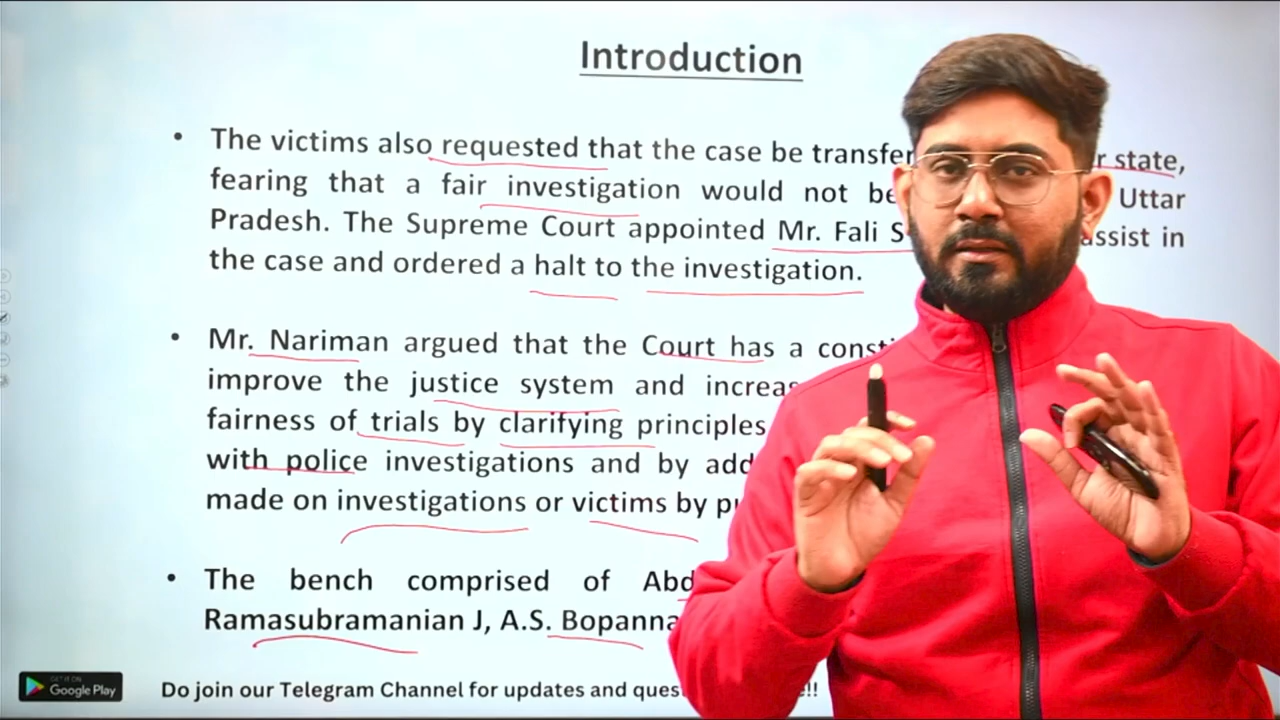 Introduction
• The victims also requested that the case be transfer r state,
fearing that a fair investigation would not be Uttar
Pradesh. The Supreme Court appointed Mr. Fali S assist in
the case and ordered a halt to the investigation.
• Mr. Nariman argued that the Court has a consti
improve the justice system and increas
fairness of trials by clarifying principles
with police investigations and by add
made on investigations or victims by pu
• The bench comprised of Abd
Ramasubramanian J, A.S. Bopanna
GET IT ON
Google Play
Do join our Telegram Channel for updates and ques !!